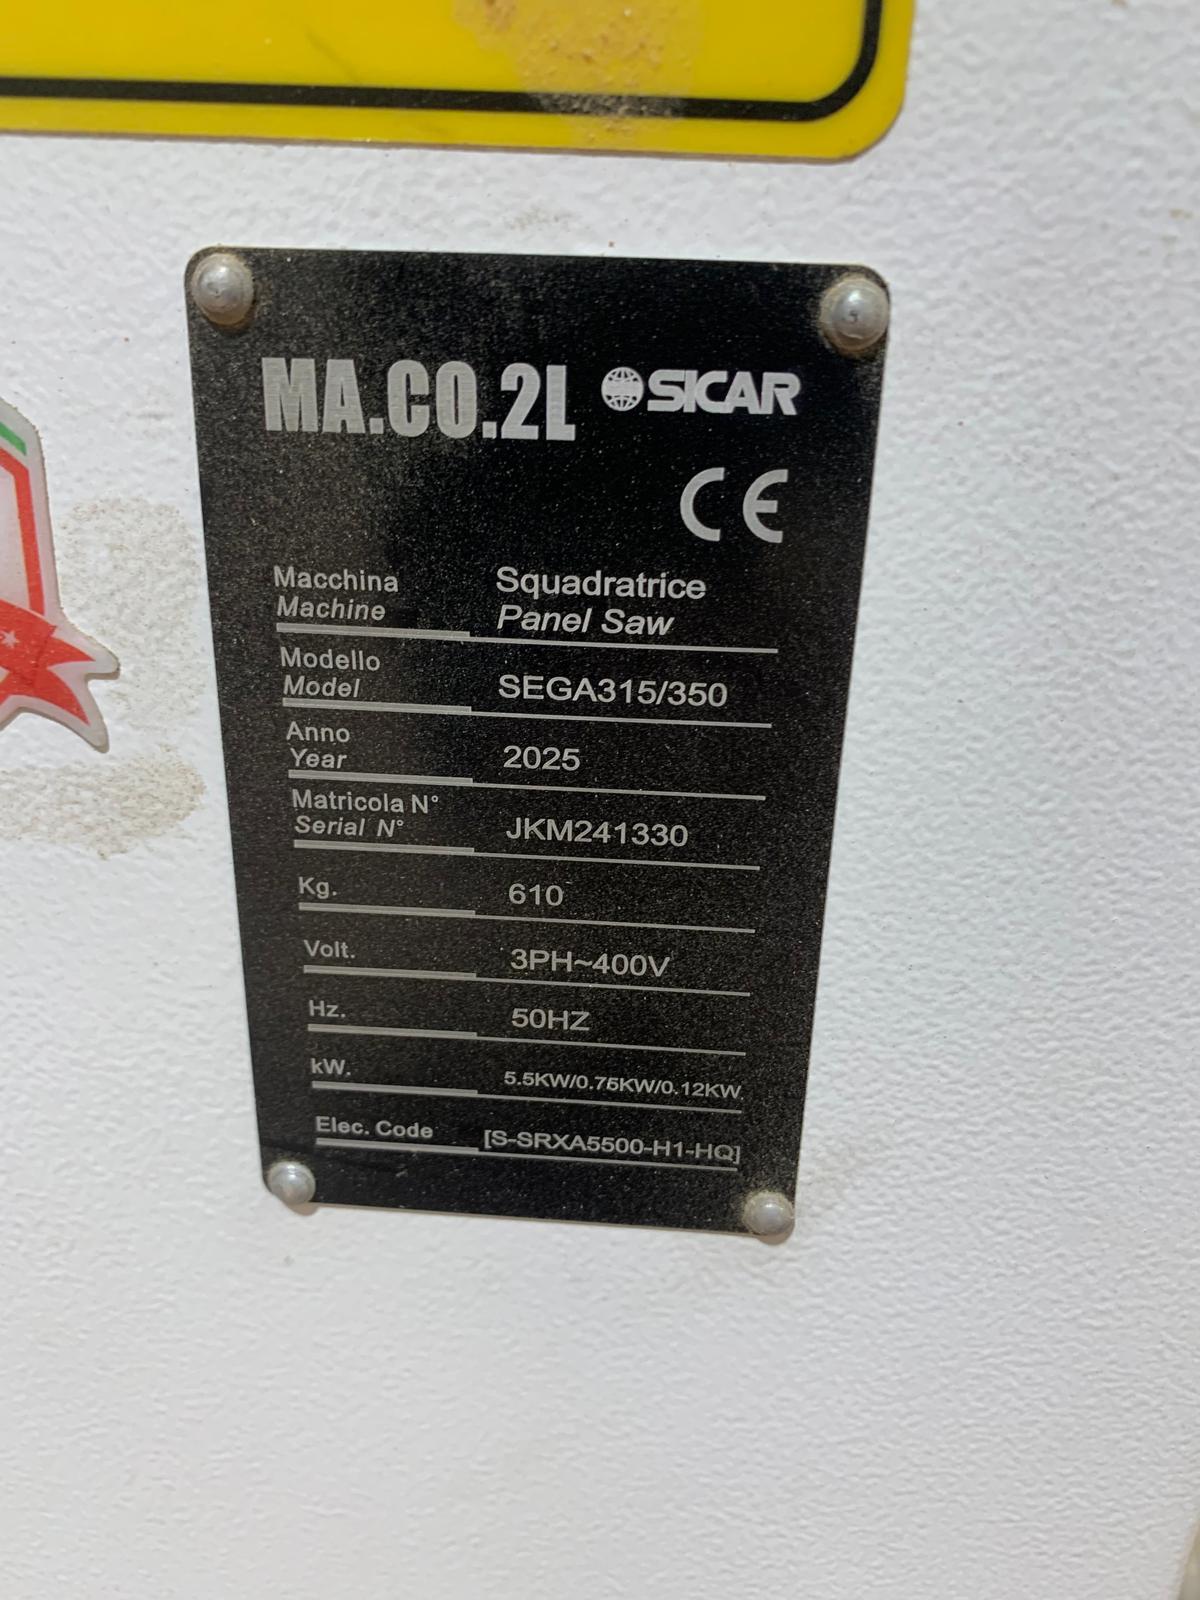 MA.CO.2L SICAR
CE
Macchina Squadratrice
Machine Panel Saw
Modello
Model SEGA315/350
Anno
Year 2025
Matricola N°
Serial N° JKM241330
Kg. 610
Volt. 3PH~400V
Hz. 50HZ
kW. 5.5KW/0.75KW/0.12KW
Elec. Code [S-SRXA5500-H1-HQ]